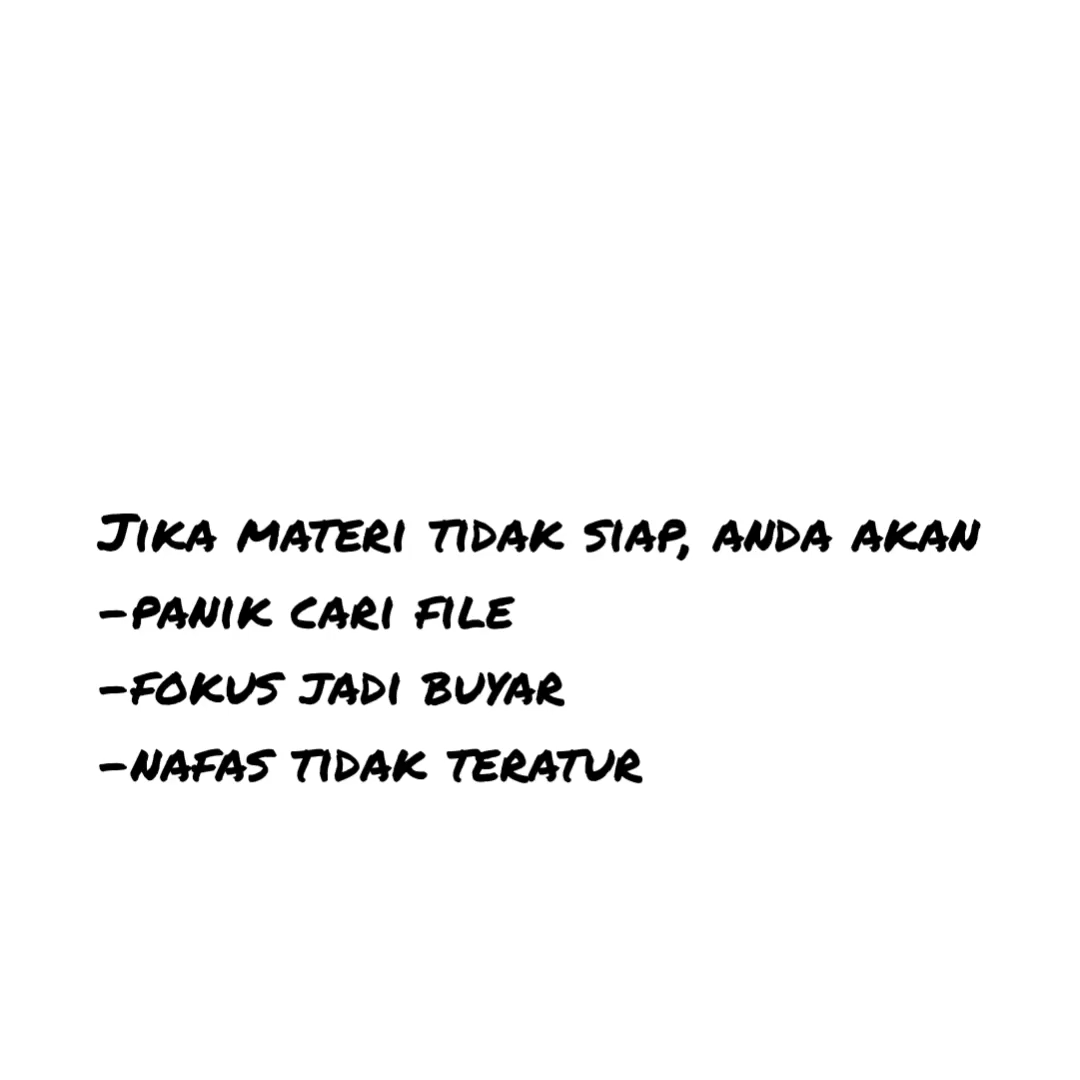 Jika materi tidak siap, anda akan
-panik cari file
-fokus jadi buyar
-nafas tidak teratur